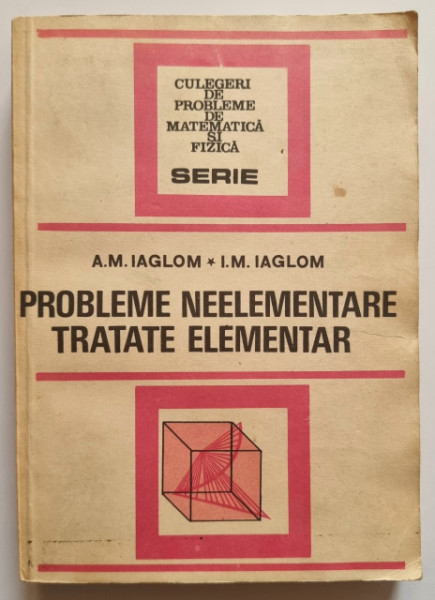 CULEGERI
DE
PROBLEME
DE
MATEMATICĂ
ȘI
FIZICĂ
SERIE
A.M. IAGLOM ★ I.M. IAGLOM
PROBLEME NEELEMENTARE
TRATATE ELEMENTAR